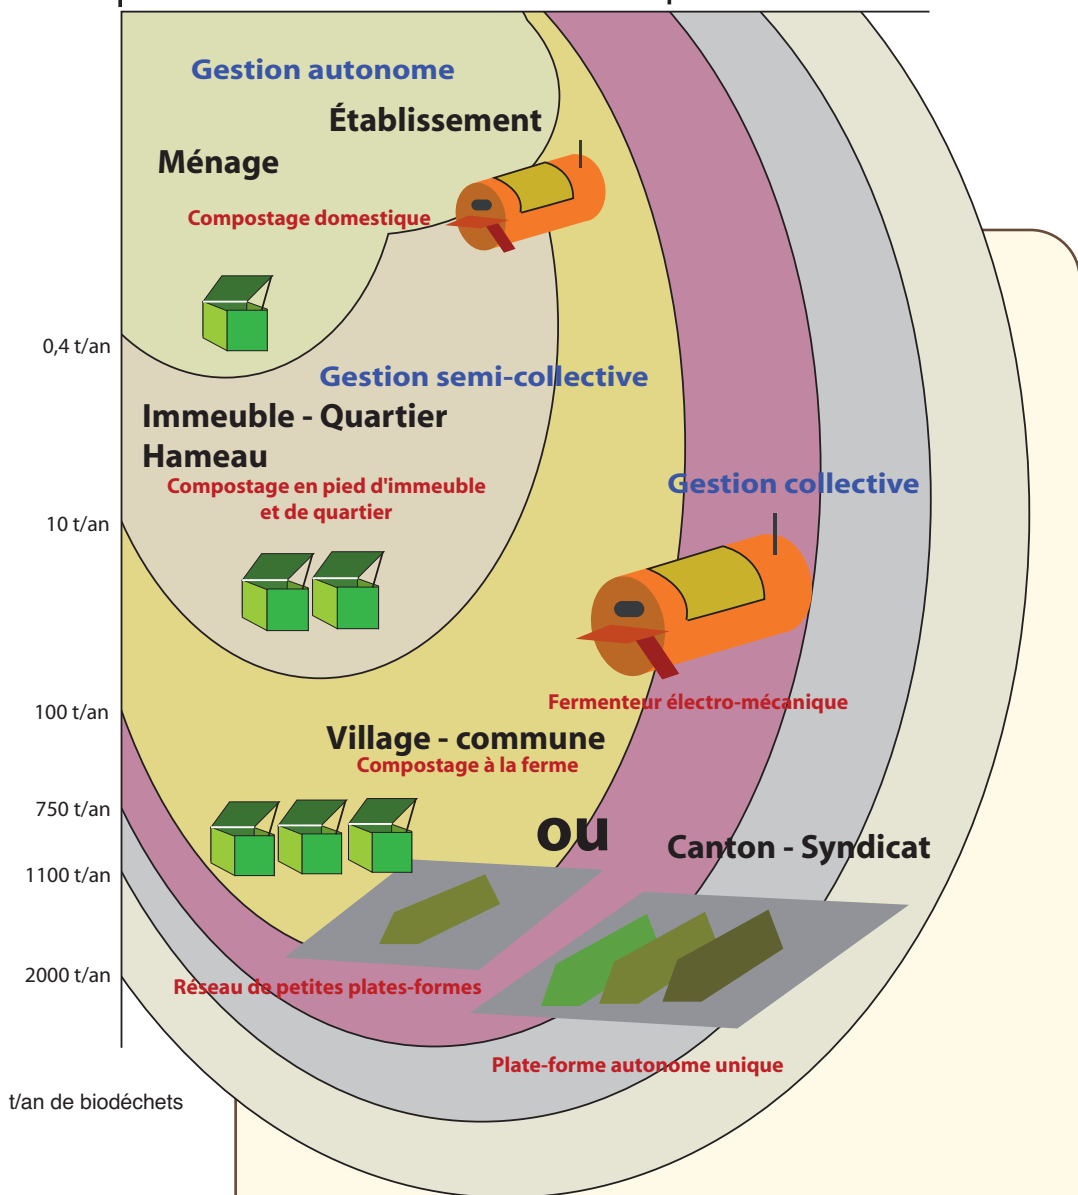 Gestion autonome
Établissement
Ménage
Compostage domestique
0,4 t/an
Gestion semi-collective
Immeuble - Quartier
Hameau
Compostage en pied d'immeuble
et de quartier
Gestion collective
10 t/an
Fermenteur électro-mécanique
100 t/an
Village - commune
Compostage à la ferme
750 t/an
ou
Canton - Syndicat
1100 t/an
2000 t/an
Réseau de petites plates-formes
Plate-forme autonome unique
t/an de biodéchets